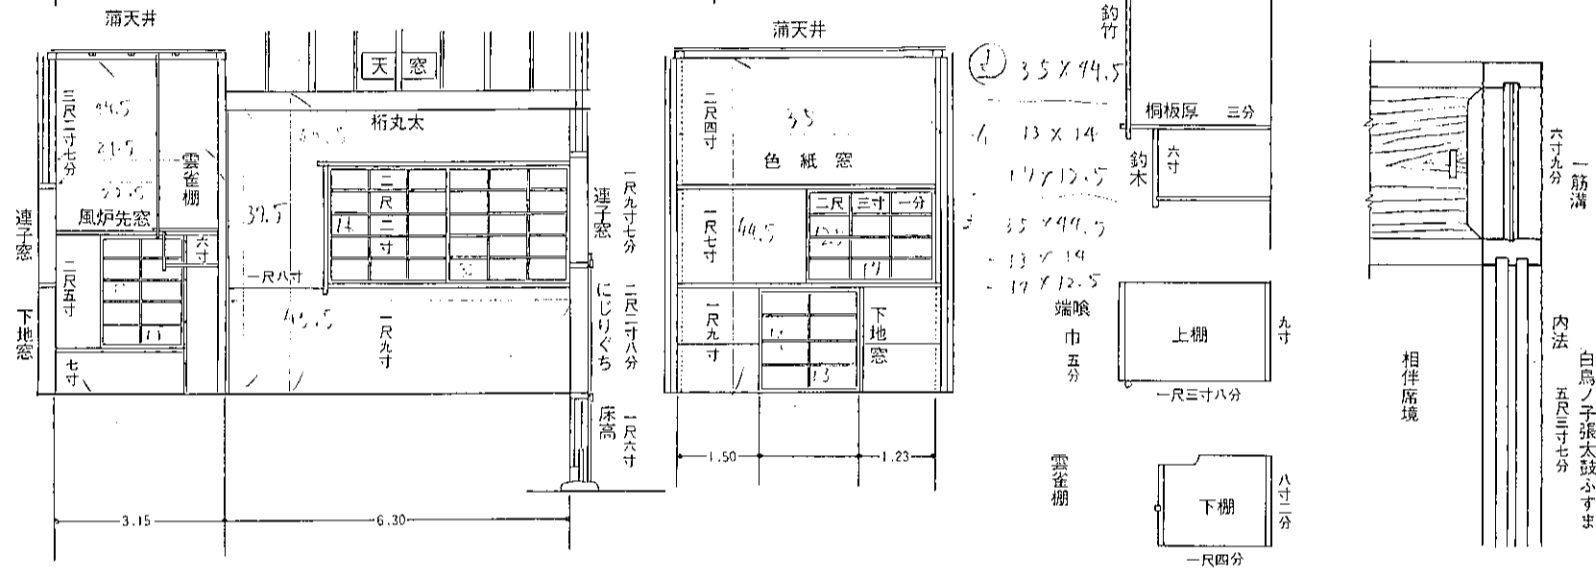 蒲天井
三尺二寸七分
雲雀棚
風炉先窓
連子窓
下地窓
二尺五寸
六寸
七寸
天窓
桁丸太
39.5
二尺二寸
一尺八寸
一尺九寸
連子窓
一尺九寸七分
にじりぐち
二尺二寸八分
床高
一尺六寸
3.15
6.30
蒲天井
二尺四寸
35
色紙窓
一尺七寸
44.5
二尺三寸一分
12.5
一尺九寸
下地窓
13
1.50
1.23
35×44.5
13×14
17×12.5
35×44.5
13×14
17×12.5
釣竹
桐板厚 三分
釣木
六寸
端喰
巾五分
上棚
九寸
一尺三寸八分
雲雀棚
下棚
八寸二分
一尺四分
六寸九分
一筋溝
相伴席境
内法
五尺三寸七分
白鳥ノ子張太鼓ふすま